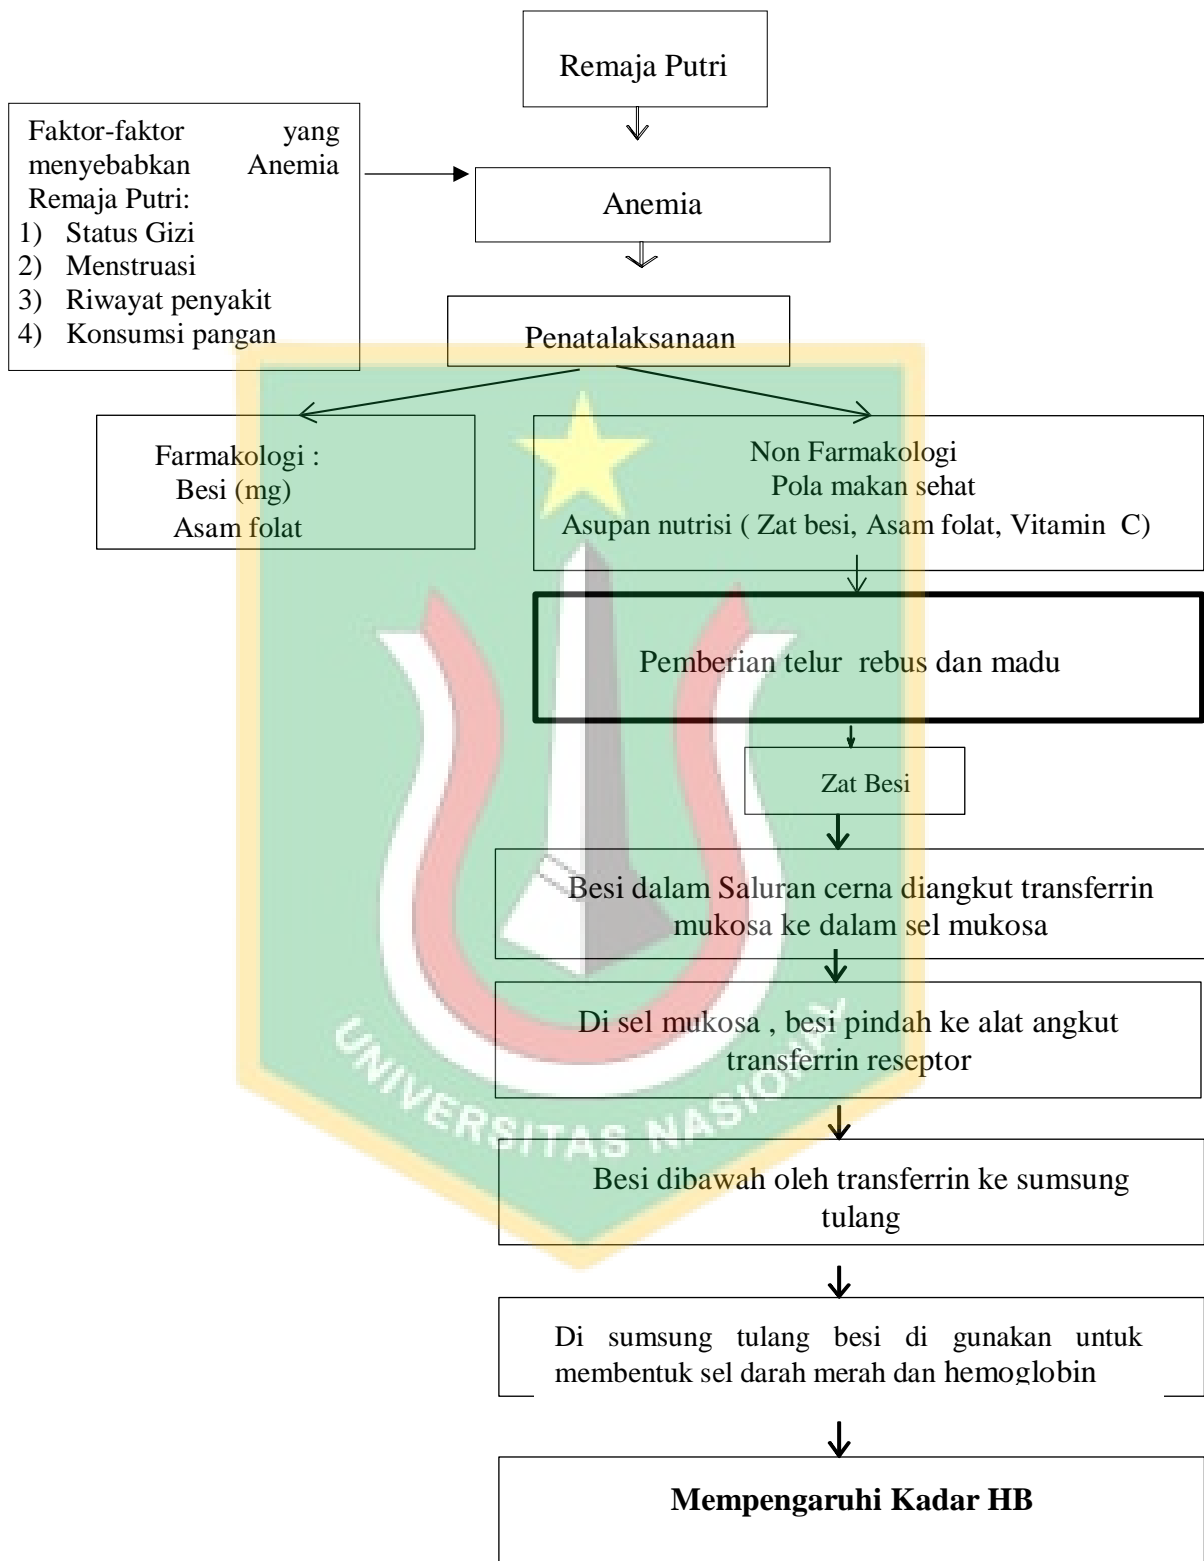 Remaja Putri
Faktor-faktor yang
menyebabkan Anemia
Remaja Putri:
1) Status Gizi
2) Menstruasi
3) Riwayat penyakit
4) Konsumsi pangan
Anemia
Penatalaksanaan
Farmakologi :
Besi (mg)
Asam folat
Non Farmakologi
Pola makan sehat
Asupan nutrisi ( Zat besi, Asam folat, Vitamin C)
Pemberian telur rebus dan madu
Zat Besi
Besi dalam Saluran cerna diangkut transferrin
mukosa ke dalam sel mukosa
Di sel mukosa , besi pindah ke alat angkut
transferrin reseptor
UNIVERSITAS NASIONAL
Besi dibawah oleh transferrin ke sumsung
tulang
Di sumsung tulang besi di gunakan untuk
membentuk sel darah merah dan hemoglobin
Mempengaruhi Kadar HB